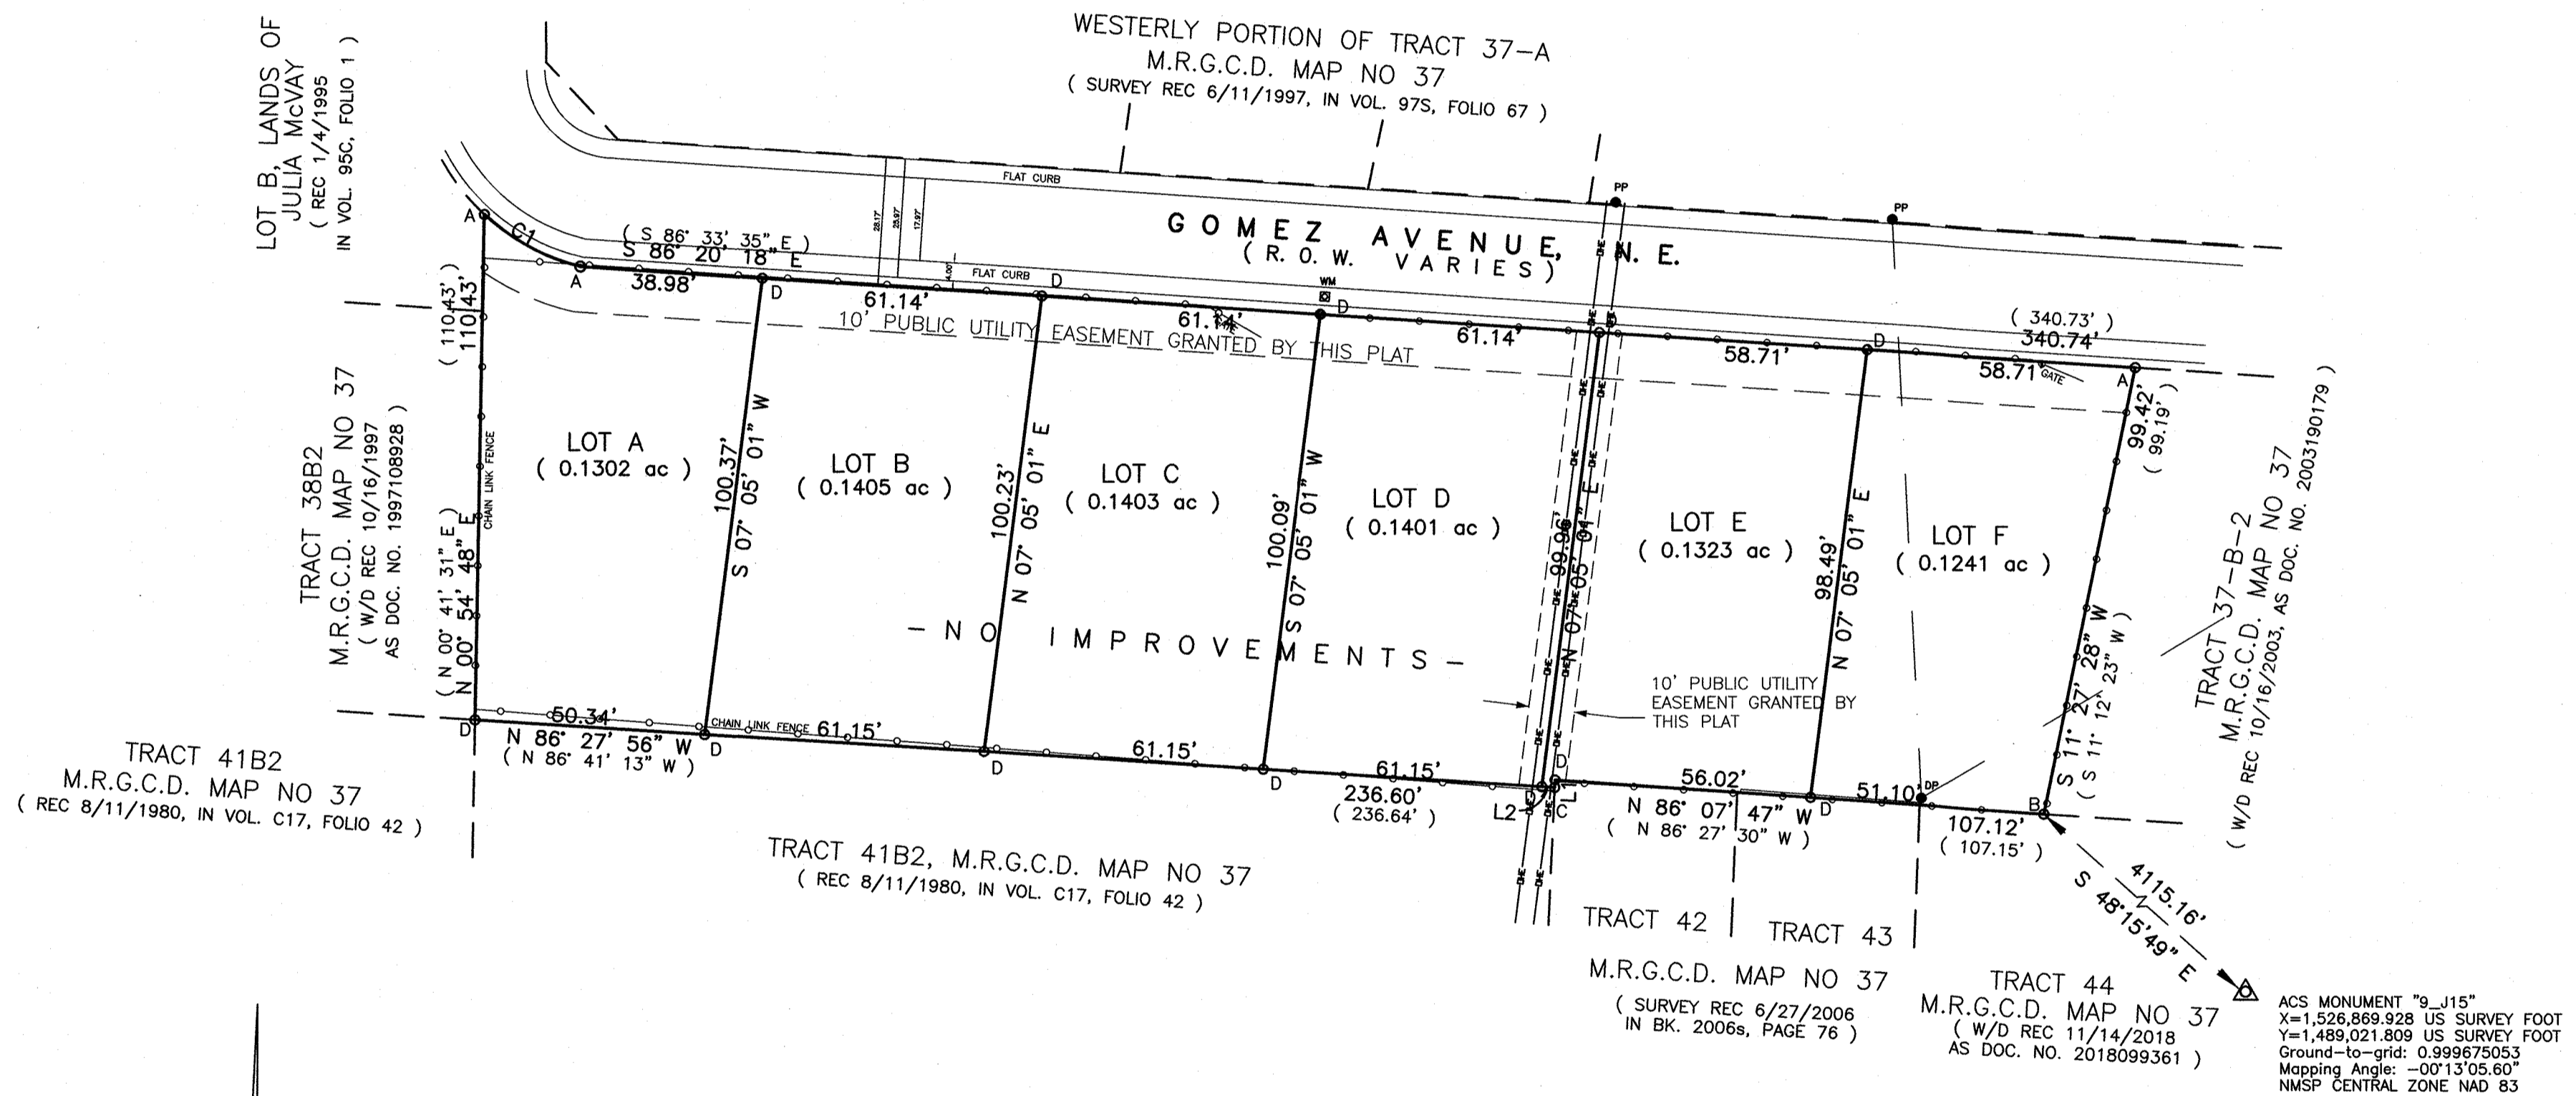 WESTERLY PORTION OF TRACT 37-A
M.R.G.C.D. MAP NO 37
( SURVEY REC 6/11/1997, IN VOL. 97S, FOLIO 67 )
LOT B, LANDS OF
JULIA McVAY
( REC 1/4/1995
IN VOL. 95C, FOLIO 1 )
FLAT CURB
PP
PP
GOMEZ AVENUE, N. E.
( R. O. W. VARIES )
28.17'
25.97'
17.97'
4.00'
FLAT CURB
WM
A
C1
A
( S 86° 33' 35" E )
S 86° 20' 18" E
38.98'
D
61.14'
D
61.14'
D
61.14'
D
58.71'
D
58.71'
GATE
( 340.73' )
340.74'
A
10' PUBLIC UTILITY EASEMENT GRANTED BY THIS PLAT
( 110.43' )
110.43'
( N 00° 41' 31" E )
N 00° 54' 48" E
CHAIN LINK FENCE
TRACT 38B2
M.R.G.C.D. MAP NO 37
( W/D REC 10/16/1997
AS DOC. NO. 1997108928 )
LOT A
( 0.1302 ac )
100.37'
S 07° 05' 01" W
LOT B
( 0.1405 ac )
100.23'
N 07° 05' 01" E
LOT C
( 0.1403 ac )
100.09'
S 07° 05' 01" W
LOT D
( 0.1401 ac )
99.96'
N 07° 05' 01" E
OHE
LOT E
( 0.1323 ac )
98.49'
N 07° 05' 01" E
LOT F
( 0.1241 ac )
99.42'
( 99.19' )
S 11° 27' 28" W
( S 11° 12' 23" W )
TRACT 37-B-2
M.R.G.C.D. MAP NO 37
( W/D REC 10/16/2003, AS DOC. NO. 2003190179 )
-NO IMPROVEMENTS-
10' PUBLIC UTILITY
EASEMENT GRANTED BY
THIS PLAT
D
50.34'
N 86° 27' 56" W
( N 86° 41' 13" W )
D
CHAIN LINK FENCE
61.15'
D
61.15'
D
61.15'
236.60'
( 236.64' )
D
D
L1
L2
C
56.02'
N 86° 07' 47" W
( N 86° 27' 30" W )
D
51.10'
DP
107.12'
( 107.15' )
B
TRACT 41B2
M.R.G.C.D. MAP NO 37
( REC 8/11/1980, IN VOL. C17, FOLIO 42 )
TRACT 41B2, M.R.G.C.D. MAP NO 37
( REC 8/11/1980, IN VOL. C17, FOLIO 42 )
TRACT 42
TRACT 43
M.R.G.C.D. MAP NO 37
( SURVEY REC 6/27/2006
IN BK. 2006s, PAGE 76 )
TRACT 44
M.R.G.C.D. MAP NO 37
( W/D REC 11/14/2018
AS DOC. NO. 2018099361 )
4115.16'
S 48°15'49" E
ACS MONUMENT "9_J15"
X=1,526,869.928 US SURVEY FOOT
Y=1,489,021.809 US SURVEY FOOT
Ground-to-grid: 0.999675053
Mapping Angle: -00°13'05.60"
NMSP CENTRAL ZONE NAD 83